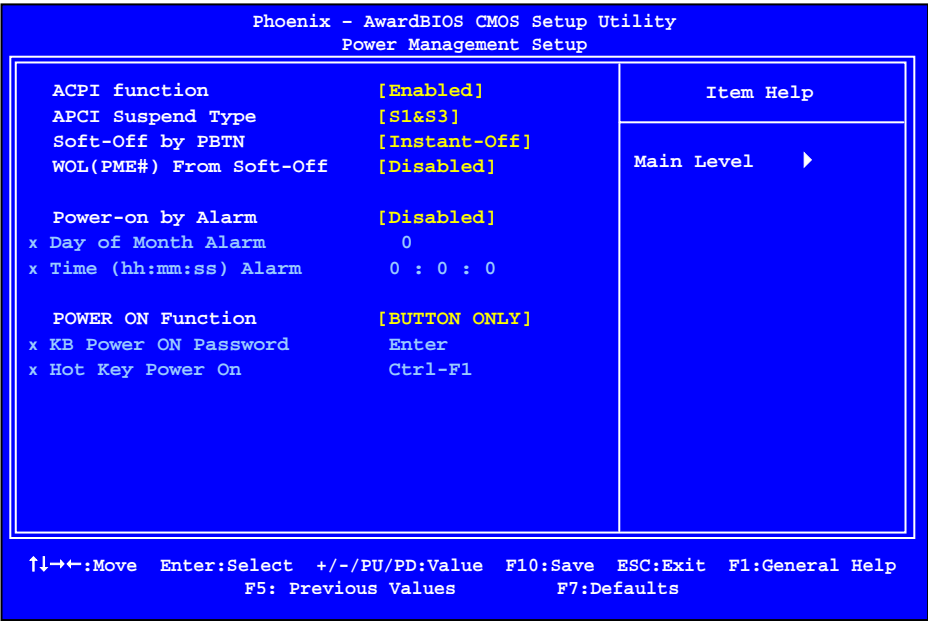 Phoenix – AwardBIOS CMOS Setup Utility
Power Management Setup
ACPI function [Enabled]
APCI Suspend Type [S1&S3]
Soft-Off by PBTN [Instant-Off]
WOL(PME#) From Soft-Off [Disabled]
Power-on by Alarm [Disabled]
x Day of Month Alarm 0
x Time (hh:mm:ss) Alarm 0 : 0 : 0
POWER ON Function [BUTTON ONLY]
x KB Power ON Password Enter
x Hot Key Power On Ctrl-F1
Item Help
Main Level
↑↓→←:Move Enter:Select +/-/PU/PD:Value F10:Save ESC:Exit F1:General Help
F5: Previous Values F7:Defaults